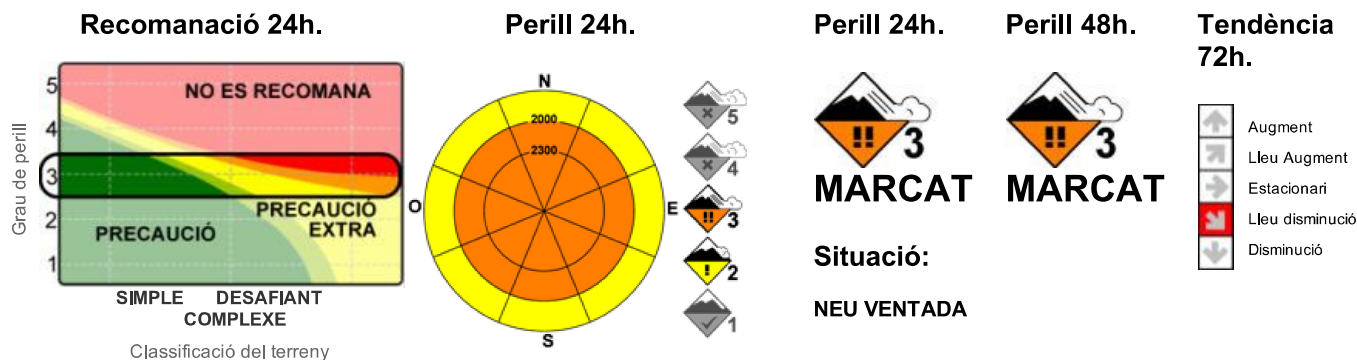 Recomanació 24h.
Perill 24h.
Perill 24h.
Perill 48h.
Tendència
72h.
Grau de perill
5
4
3
2
1
NO ES RECOMANA
PRECAUCIÓ
EXTRA
PRECAUCIÓ
SIMPLE DESAFIANT
COMPLEXE
Classificació del terreny
N
2000
2300
O
E
S
5
4
!! 3
! 2
1
!! 3
MARCAT
!! 3
MARCAT
Situació:
NEU VENTADA
Augment
Lleu Augment
Estacionari
Lleu disminució
Disminució